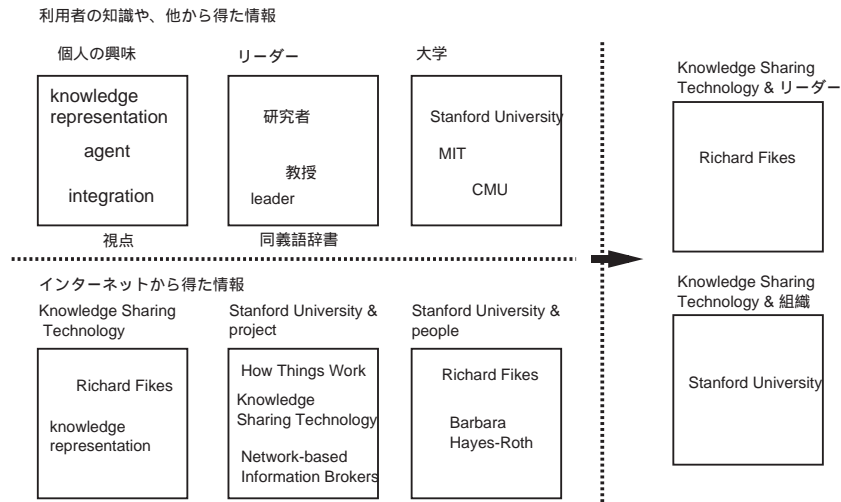 利用者の知識や、他から得た情報
個人の興味
knowledge
representation
agent
integration
視点
リーダー
研究者
教授
leader
同義語辞書
大学
Stanford University
MIT
CMU
インターネットから得た情報
Knowledge Sharing
Technology
Richard Fikes
knowledge
representation
Stanford University &
project
How Things Work
Knowledge
Sharing Technology
Network-based
Information Brokers
Stanford University &
people
Richard Fikes
Barbara
Hayes-Roth
Knowledge Sharing
Technology & リーダー
Richard Fikes
Knowledge Sharing
Technology & 組織
Stanford University